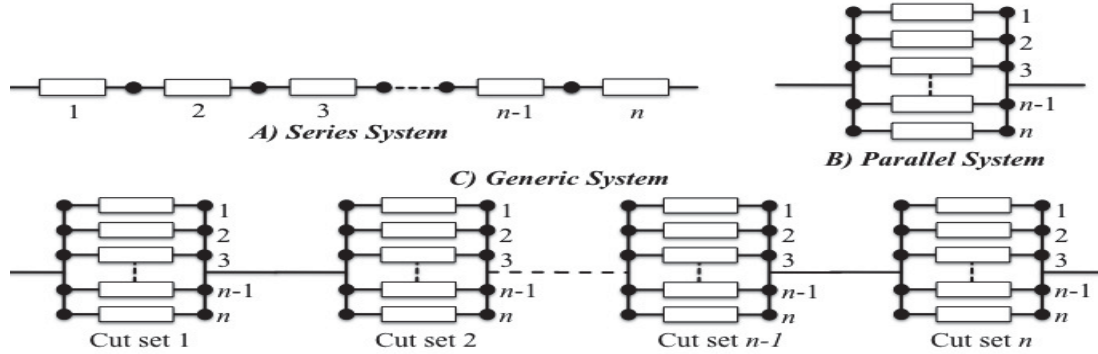 1
2
3
n-1
n
A) Series System
1
2
3
n-1
n
B) Parallel System
C) Generic System
1
2
3
n-1
n
Cut set 1
1
2
3
n-1
n
Cut set 2
1
2
3
n-1
n
Cut set n-1
1
2
3
n-1
n
Cut set n